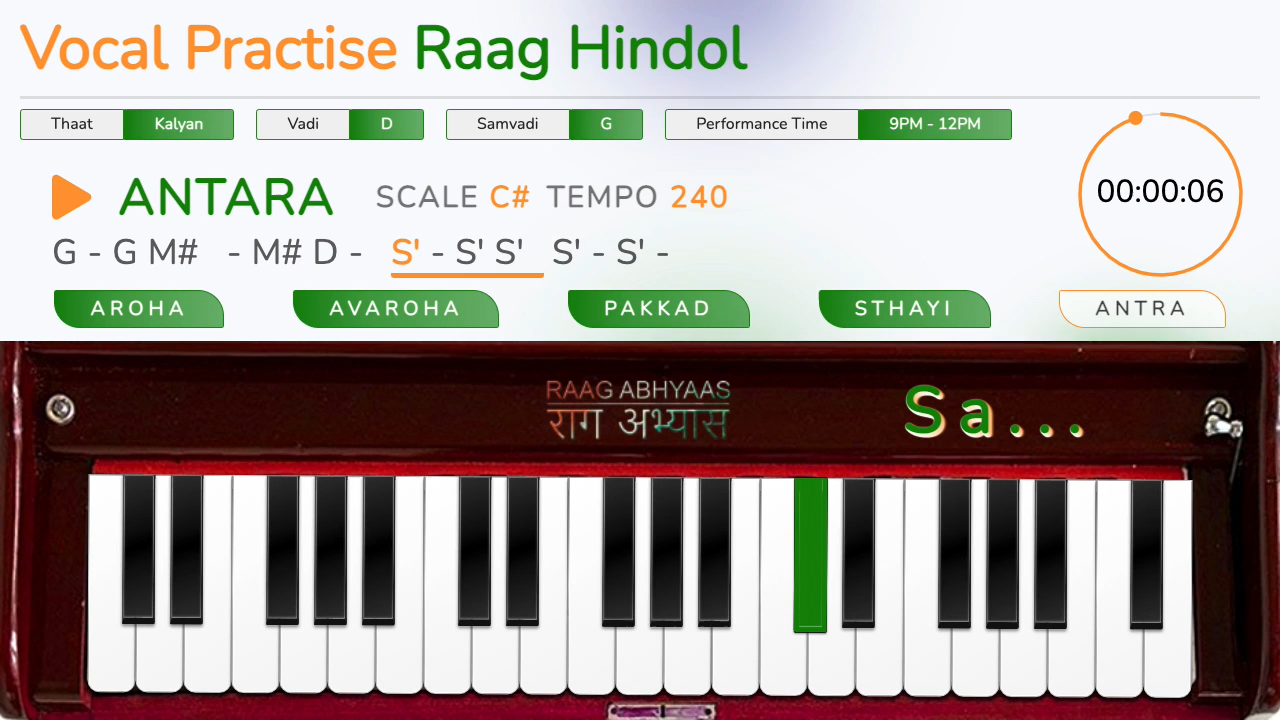 Vocal Practise Raag Hindol
Thaat Kalyan Vadi D Samvadi G Performance Time 9PM - 12PM
00:00:06
ANTARA SCALE C# TEMPO 240
G - G M# - M# D - S' - S' S' S' - S' -
AROHA AVAROHA PAKKAD STHAYI ANTRA
RAAG ABHYAAS
राग अभ्यास
Sa...